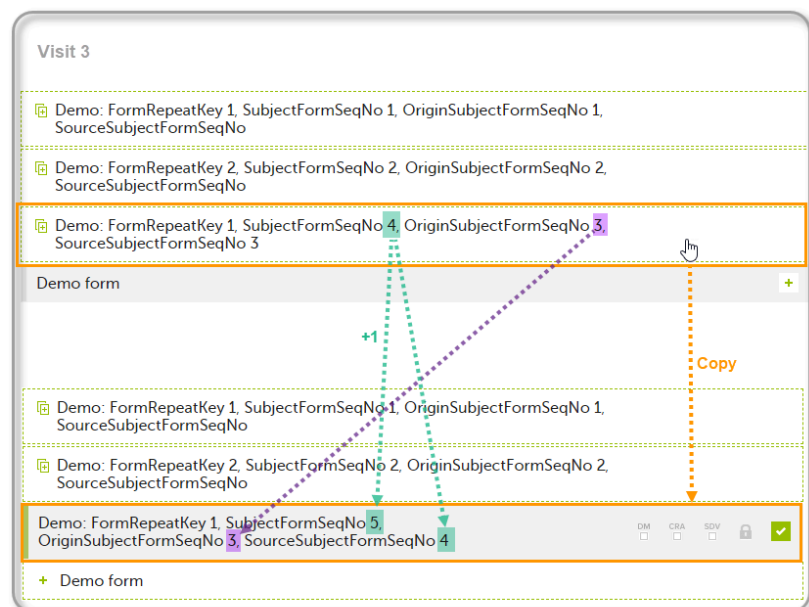 Visit 3
Demo: FormRepeatKey 1, SubjectFormSeqNo 1, OriginSubjectFormSeqNo 1,
SourceSubjectFormSeqNo
Demo: FormRepeatKey 2, SubjectFormSeqNo 2, OriginSubjectFormSeqNo 2,
SourceSubjectFormSeqNo
Demo: FormRepeatKey 1, SubjectFormSeqNo 4, OriginSubjectFormSeqNo 3,
SourceSubjectFormSeqNo 3
Demo form
+1
Copy
Demo: FormRepeatKey 1, SubjectFormSeqNo 1, OriginSubjectFormSeqNo 1,
SourceSubjectFormSeqNo
Demo: FormRepeatKey 2, SubjectFormSeqNo 2, OriginSubjectFormSeqNo 2,
SourceSubjectFormSeqNo
Demo: FormRepeatKey 1, SubjectFormSeqNo 5,
OriginSubjectFormSeqNo 3, SourceSubjectFormSeqNo 4
DM CRA SDV
+ Demo form